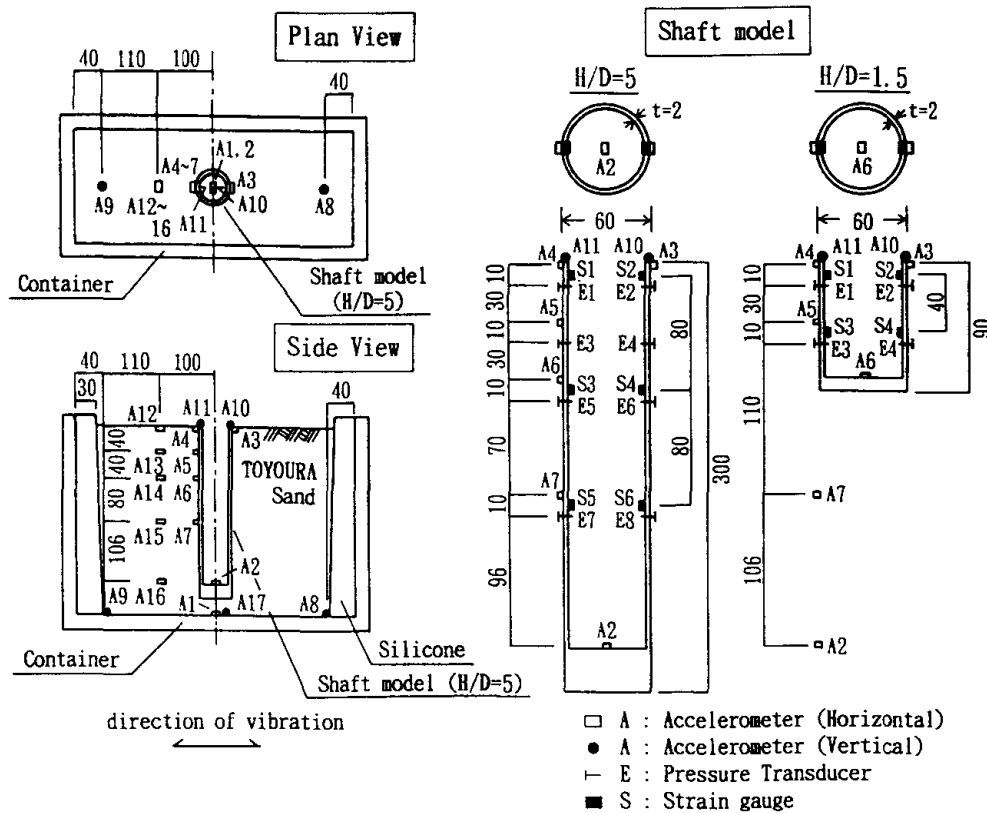 Plan View
40 110 100
40
A1, 2
A4~7
A3
A9
A12~
16
A11
A10
A8
Container
Shaft model
(H/D=5)
Side View
40 110 100
30
40
A12
A11 A10
A4
A3
40
A13 A5
TOYOURA
Sand
40
A14 A6
80
A15 A7
106
A2
A9 A16
A1
A17
A8
Container
Silicone
Shaft model (H/D=5)
direction of vibration
Shaft model
H/D=5
t=2
A2
60
A4 A11 A10 A3
10
S1 S2
E1 E2
30
A5
10
E3 E4
80
30
A6
10
S3 S4
E5 E6
70
80
300
A7
10
S5 S6
E7 E8
96
A2
H/D=1.5
t=2
A6
60
A4 A11 A10 A3
10
S1 S2
E1 E2
30
40
90
A5
10
S3 S4
E3 E4
A6
110
A7
106
A2
A : Accelerometer (Horizontal)
A : Accelerometer (Vertical)
E : Pressure Transducer
S : Strain gauge